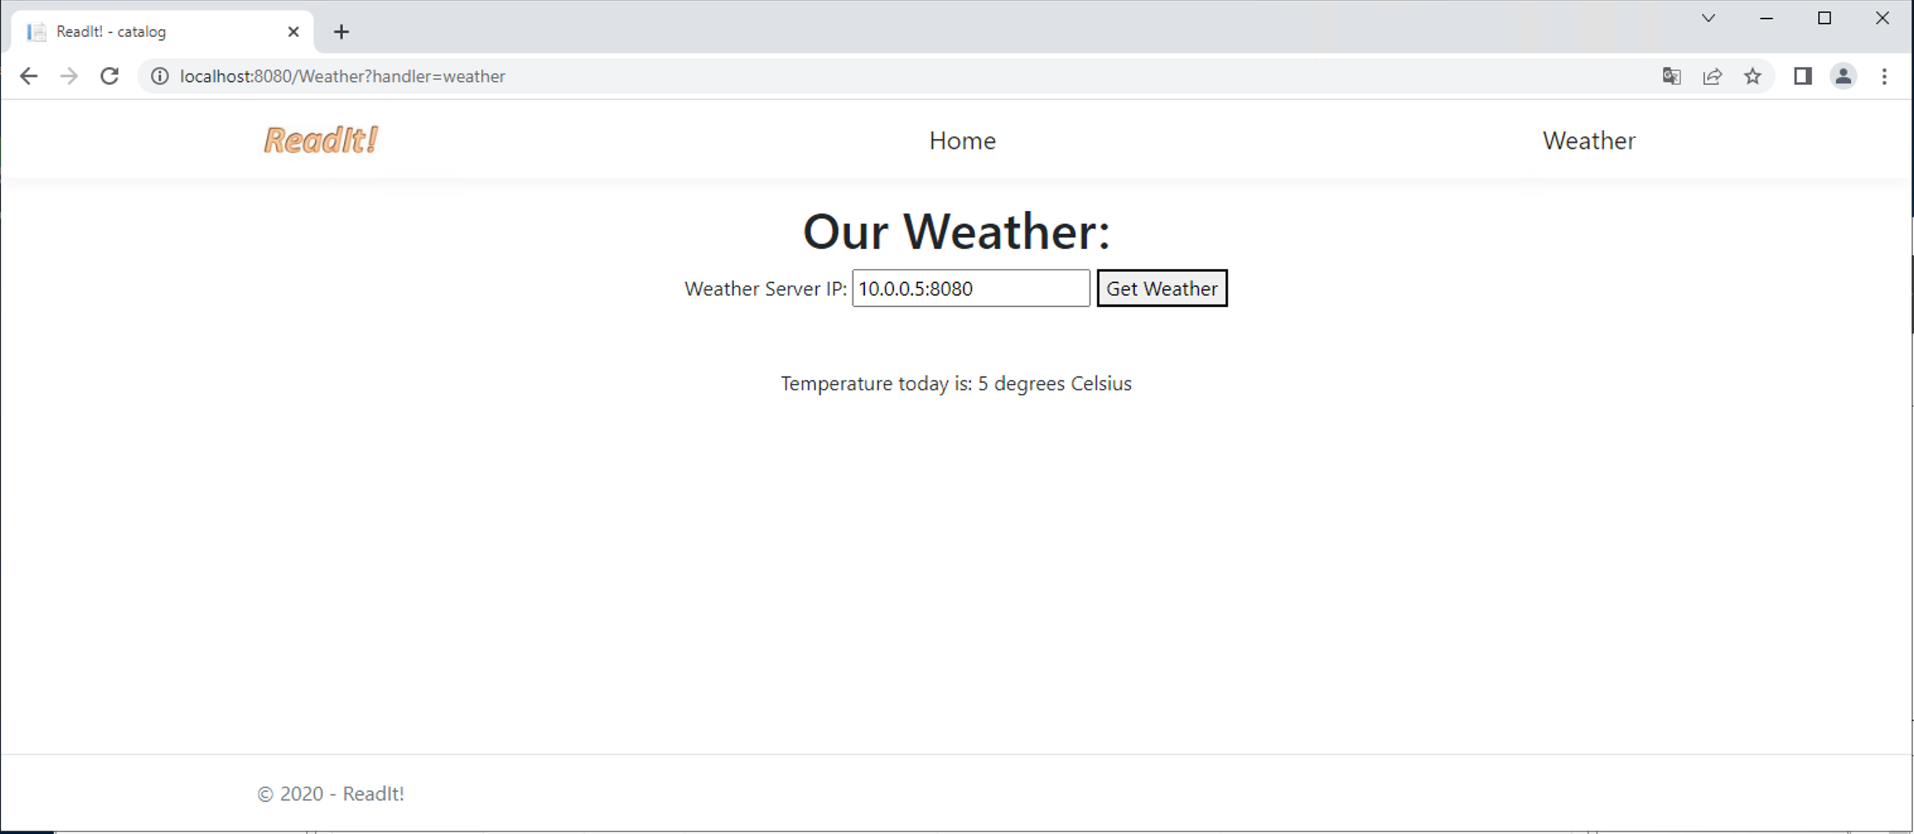 ReadIt! - catalog
localhost:8080/Weather?handler=weather
ReadIt! Home Weather
Our Weather:
Weather Server IP: 10.0.0.5:8080 Get Weather
Temperature today is: 5 degrees Celsius
© 2020 - ReadIt!